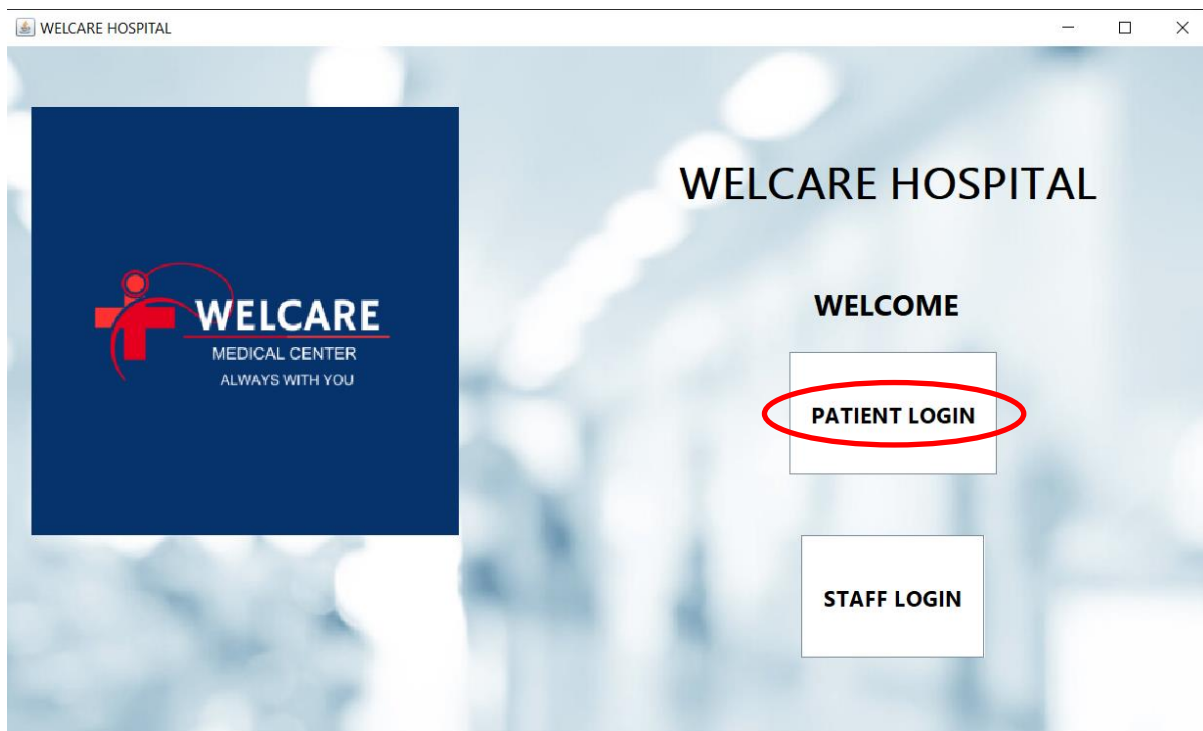 WELCARE HOSPITAL
WELCARE
MEDICAL CENTER
ALWAYS WITH YOU
WELCARE HOSPITAL
WELCOME
PATIENT LOGIN
STAFF LOGIN